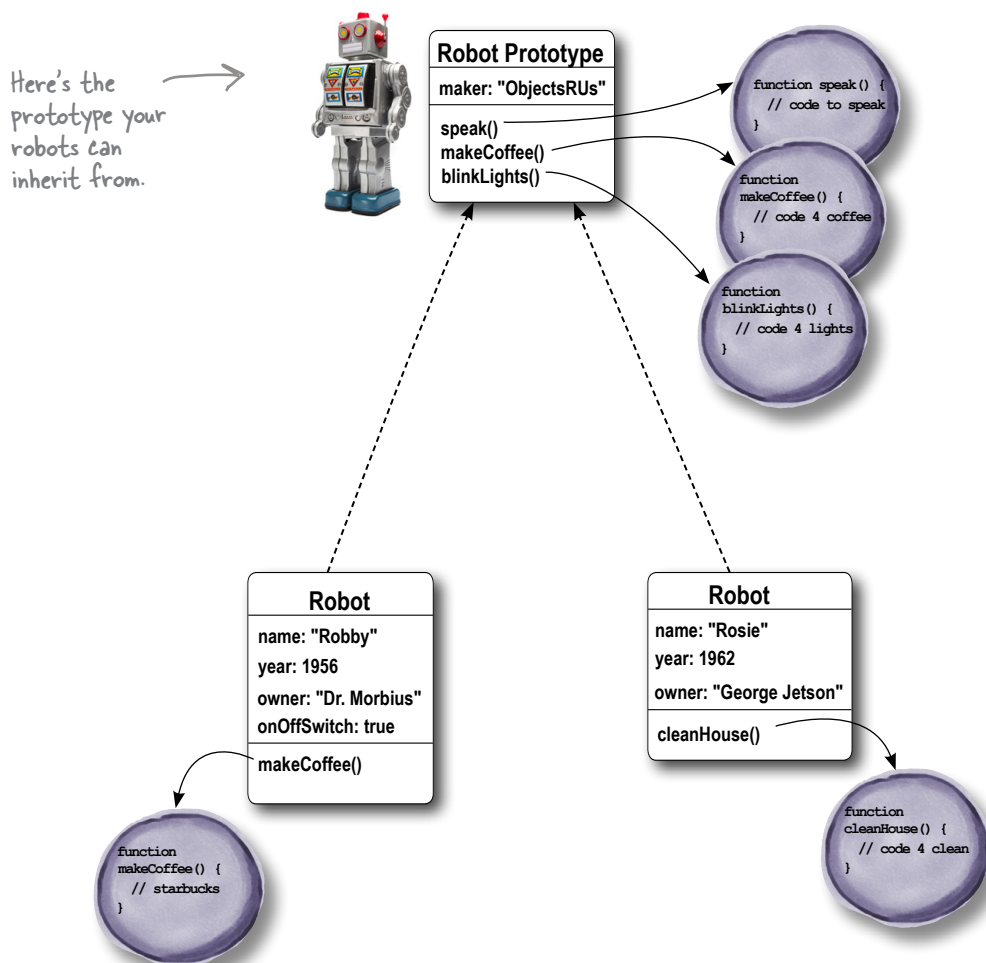 Here's the
prototype your
robots can
inherit from.
Robot Prototype
maker: "ObjectsRUs"
speak()
makeCoffee()
blinkLights()
function speak() {
// code to speak
}
function
makeCoffee() {
// code 4 coffee
}
function
blinkLights() {
// code 4 lights
}
Robot
name: "Robby"
year: 1956
owner: "Dr. Morbius"
onOffSwitch: true
makeCoffee()
function
makeCoffee() {
// starbucks
}
Robot
name: "Rosie"
year: 1962
owner: "George Jetson"
cleanHouse()
function
cleanHouse() {
// code 4 clean
}